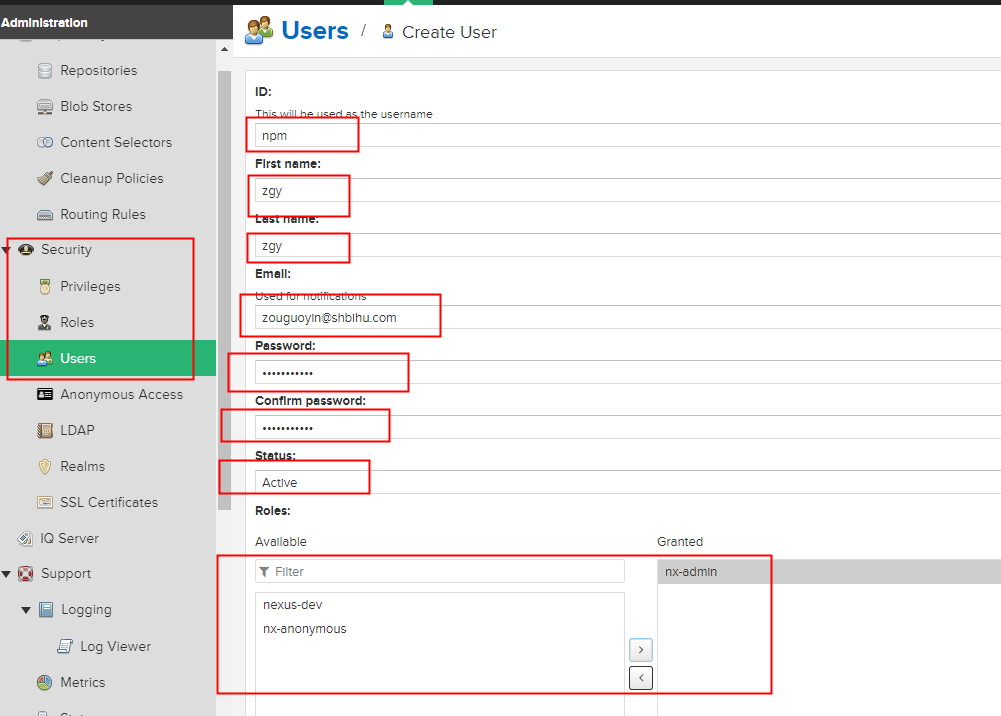 Administration
Repositories
Blob Stores
Content Selectors
Cleanup Policies
Routing Rules
Security
Privileges
Roles
Users
Anonymous Access
LDAP
Realms
SSL Certificates
IQ Server
Support
Logging
Log Viewer
Metrics
Users / Create User
ID:
This will be used as the username
npm
First name:
zgy
Last name:
zgy
Email:
Used for notifications
zouguoyin@shbihu.com
Password:
•••••••••••
Confirm password:
•••••••••••
Status:
Active
Roles:
Available
Granted
Filter
nx-admin
nexus-dev
nx-anonymous